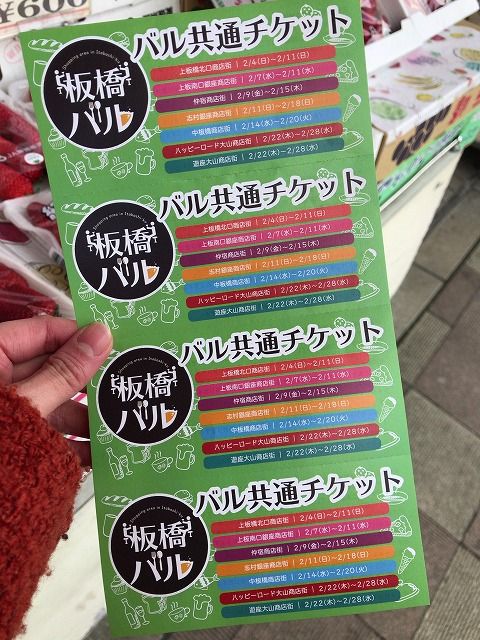 ¥600
バル共通チケット
Shopping area in Itabashi-Ku
板橋
バル
上板橋北口商店街 | 2/4(日)~2/11(日)
上板南口銀座商店街 | 2/7(水)~2/11(水)
仲宿商店街 | 2/9(金)~2/15(木)
志村銀座商店街 | 2/11(日)~2/18(日)
中板橋商店街 | 2/14(水)~2/20(火)
ハッピーロード大山商店街 | 2/22(木)~2/28(水)
遊座大山商店街 | 2/22(木)~2/28(水)
バル共通チケット
Shopping area in Itabashi-Ku
板橋
バル
上板橋北口商店街 | 2/4(日)~2/11(日)
上板南口銀座商店街 | 2/7(水)~2/11(水)
仲宿商店街 | 2/9(金)~2/15(木)
志村銀座商店街 | 2/11(日)~2/18(日)
中板橋商店街 | 2/14(水)~2/20(火)
ハッピーロード大山商店街 | 2/22(木)~2/28(水)
遊座大山商店街 | 2/22(木)~2/28(水)
バル共通チケット
Shopping area in Itabashi-Ku
板橋
バル
上板橋北口商店街 | 2/4(日)~2/11(日)
上板南口銀座商店街 | 2/7(水)~2/11(水)
仲宿商店街 | 2/9(金)~2/15(木)
志村銀座商店街 | 2/11(日)~2/18(日)
中板橋商店街 | 2/14(水)~2/20(火)
ハッピーロード大山商店街 | 2/22(木)~2/28(水)
遊座大山商店街 | 2/22(木)~2/28(水)
バル共通チケット
Shopping area in Itabashi-Ku
板橋
バル
上板橋北口商店街 | 2/4(日)~2/11(日)
上板南口銀座商店街 | 2/7(水)~2/11(水)
仲宿商店街 | 2/9(金)~2/15(木)
志村銀座商店街 | 2/11(日)~2/18(日)
中板橋商店街 | 2/14(水)~2/20(火)
ハッピーロード大山商店街 | 2/22(木)~2/28(水)
遊座大山商店街 | 2/22(木)~2/28(水)